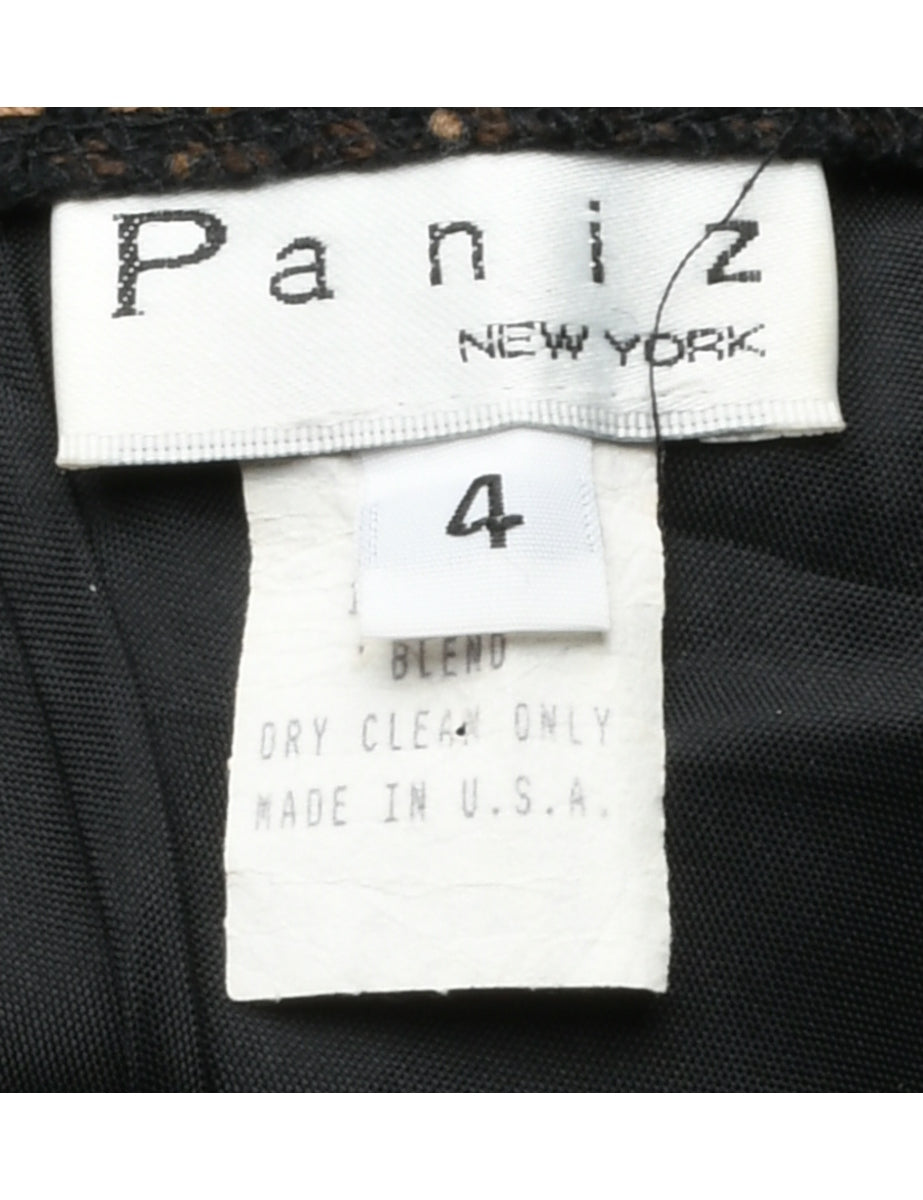 Paniz
NEW YORK
4
BLEND
DRY CLEAN ONLY
MADE IN U.S.A.